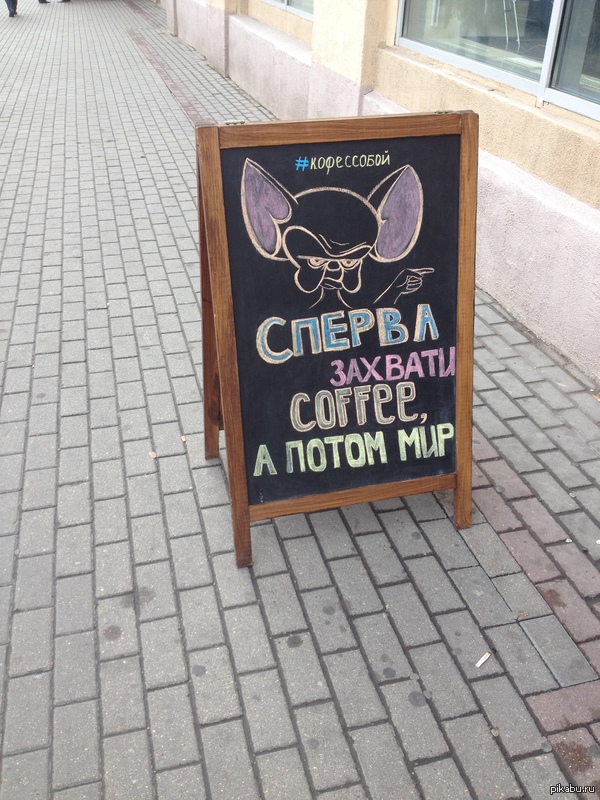 #кофессобой
СПЕРВА
ЗАХВАТИ
COFFEE,
А ПОТОМ МИР
pikabu.ru